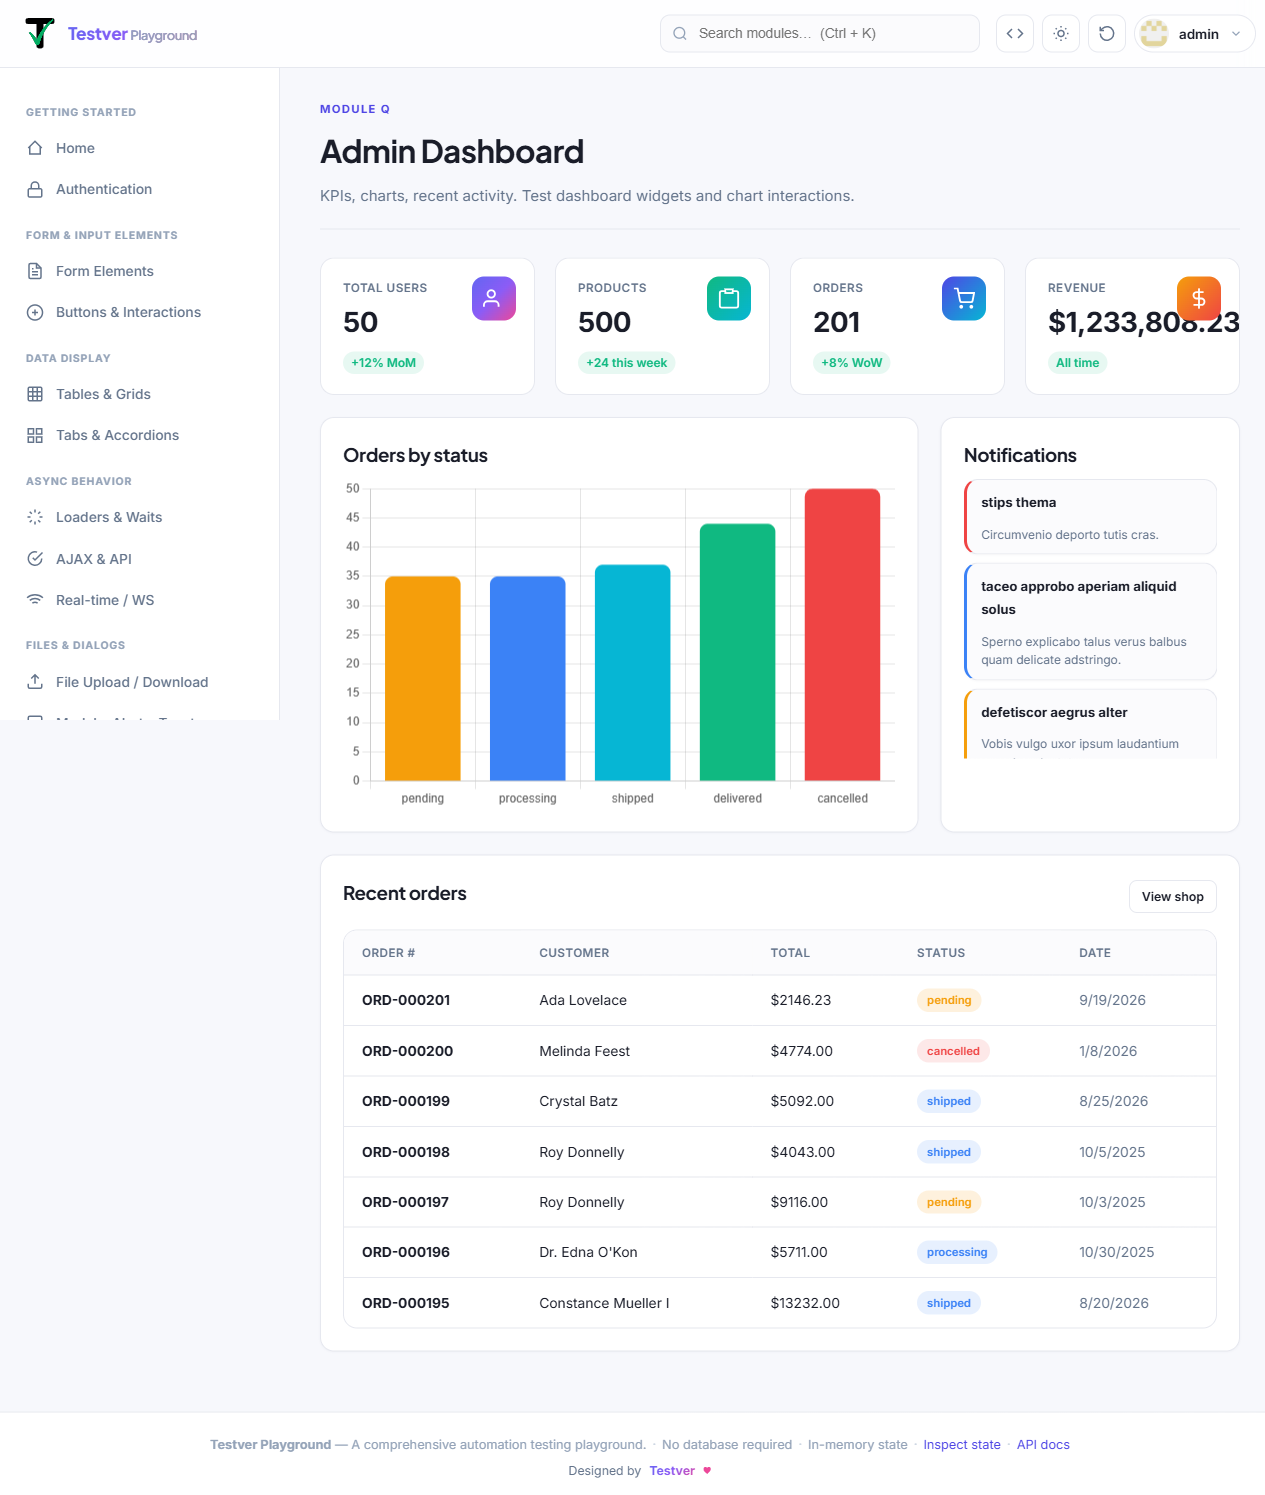 Testver Playground
Search modules... (Ctrl + K)
admin
GETTING STARTED
Home
Authentication
FORM & INPUT ELEMENTS
Form Elements
Buttons & Interactions
DATA DISPLAY
Tables & Grids
Tabs & Accordions
ASYNC BEHAVIOR
Loaders & Waits
AJAX & API
Real-time / WS
FILES & DIALOGS
File Upload / Download
MODULE Q
Admin Dashboard
KPIs, charts, recent activity. Test dashboard widgets and chart interactions.
TOTAL USERS
50
+12% MoM
PRODUCTS
500
+24 this week
ORDERS
201
+8% WoW
REVENUE
$1,233,808.23
All time
Orders by status
50
45
40
35
30
25
20
15
10
5
0
pending processing shipped delivered cancelled
Notifications
stips thema
Circumvenio deporto tutis cras.
taceo approbo aperiam aliquid
solus
Sperno explicabo talus verus balbus
quam delicate adstringo.
defetiscor aegrus alter
Vobis vulgo uxor ipsum laudantium
Recent orders
View shop
ORDER # CUSTOMER TOTAL STATUS DATE
ORD-000201 Ada Lovelace $2146.23 pending 9/19/2026
ORD-000200 Melinda Feest $4774.00 cancelled 1/8/2026
ORD-000199 Crystal Batz $5092.00 shipped 8/25/2026
ORD-000198 Roy Donnelly $4043.00 shipped 10/5/2025
ORD-000197 Roy Donnelly $9116.00 pending 10/3/2025
ORD-000196 Dr. Edna O'Kon $5711.00 processing 10/30/2025
ORD-000195 Constance Mueller I $13232.00 shipped 8/20/2026
Testver Playground — A comprehensive automation testing playground. · No database required · In-memory state · Inspect state · API docs
Designed by Testver ♥